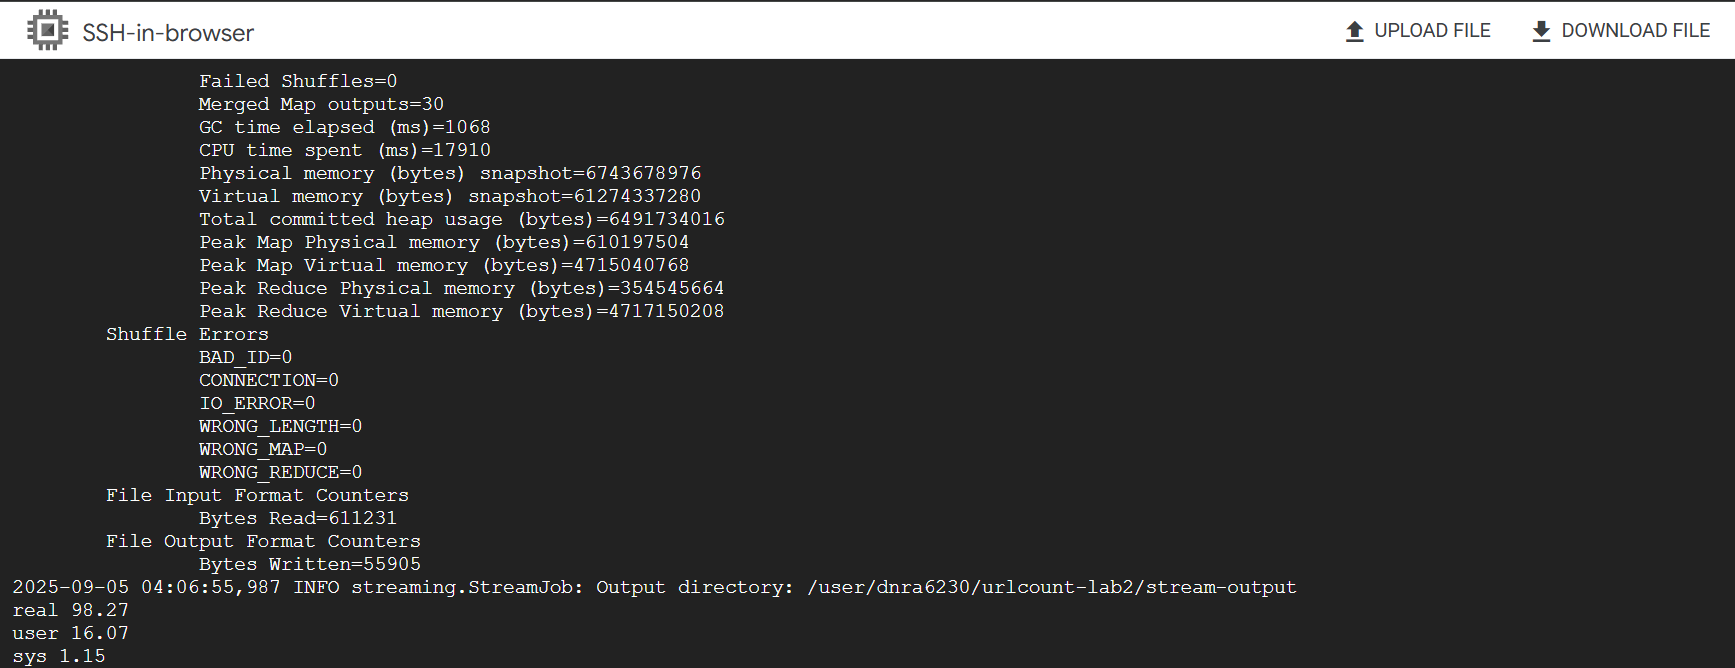 SSH-in-browser
UPLOAD FILE
DOWNLOAD FILE
Failed Shuffles=0
Merged Map outputs=30
GC time elapsed (ms)=1068
CPU time spent (ms)=17910
Physical memory (bytes) snapshot=6743678976
Virtual memory (bytes) snapshot=61274337280
Total committed heap usage (bytes)=6491734016
Peak Map Physical memory (bytes)=610197504
Peak Map Virtual memory (bytes)=4715040768
Peak Reduce Physical memory (bytes)=354545664
Peak Reduce Virtual memory (bytes)=4717150208
Shuffle Errors
BAD_ID=0
CONNECTION=0
IO_ERROR=0
WRONG_LENGTH=0
WRONG_MAP=0
WRONG_REDUCE=0
File Input Format Counters
Bytes Read=611231
File Output Format Counters
Bytes Written=55905
2025-09-05 04:06:55,987 INFO streaming.StreamJob: Output directory: /user/dnra6230/urlcount-lab2/stream-output
real 98.27
user 16.07
sys 1.15